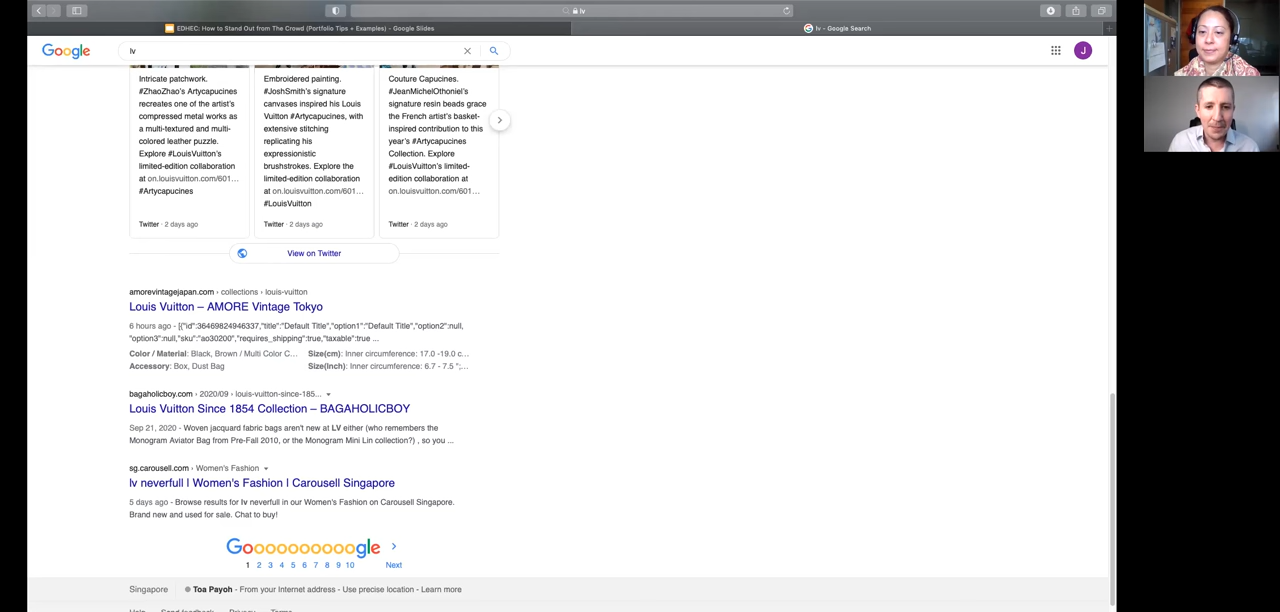 lv
EDHEC: How to Stand Out from The Crowd (Portfolio Tips + Examples) - Google Slides
lv - Google Search
Google
lv
J
Intricate patchwork.
#ZhaoZhao's Artycapucines
recreates one of the artist's
compressed metal works as
a multi-textured and multi-
colored leather puzzle.
Explore #LouisVuitton's
limited-edition collaboration
at on.louisvuitton.com/601...
#Artycapucines
Twitter · 2 days ago
Embroidered painting.
#JoshSmith's signature
canvases inspired his Louis
Vuitton #Artycapucines, with
extensive stitching
replicating his
expressionistic
brushstrokes. Explore the
limited-edition collaboration
at on.louisvuitton.com/601...
#LouisVuitton
Twitter · 2 days ago
Couture Capucines.
#JeanMichelOthoniel's
signature resin beads grace
the French artist's basket-
inspired contribution to this
year's #Artycapucines
Collection. Explore
#LouisVuitton's limited-
edition collaboration at
on.louisvuitton.com/601...
Twitter · 2 days ago
View on Twitter
amorevintagejapan.com › collections › louis-vuitton
Louis Vuitton – AMORE Vintage Tokyo
6 hours ago - [{"id":36469824946337,"title":"Default Title","option1":"Default Title","option2":null,
"option3":null,"sku":"ao30200","requires_shipping":true,"taxable":true ...
Color / Material: Black, Brown / Multi Color C... Size(cm): Inner circumference: 17.0 -19.0 c...
Accessory: Box, Dust Bag Size(Inch): Inner circumference: 6.7 - 7.5 ";...
bagaholicboy.com › 2020/09 › louis-vuitton-since-185...
Louis Vuitton Since 1854 Collection – BAGAHOLICBOY
Sep 21, 2020 - Woven jacquard fabric bags aren't new at LV either (who remembers the
Monogram Aviator Bag from Pre-Fall 2010, or the Monogram Mini Lin collection?) , so you ...
sg.carousell.com › Women's Fashion
lv neverfull | Women's Fashion | Carousell Singapore
5 days ago - Browse results for lv neverfull in our Women's Fashion on Carousell Singapore.
Brand new and used for sale. Chat to buy!
Goooooooooogle
1 2 3 4 5 6 7 8 9 10 Next
Singapore Toa Payoh - From your Internet address - Use precise location - Learn more
Help Send feedback Privacy Terms